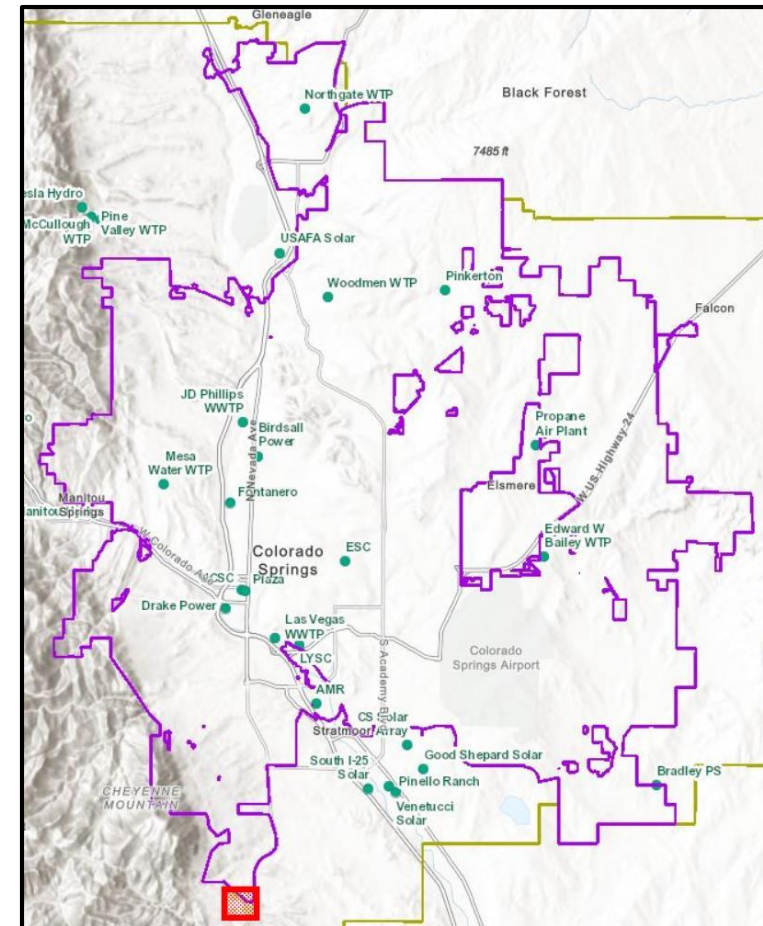 Gleneagle
Northgate WTP
Black Forest
7485 ft
esla Hydro
McCullough
WTP
Pine
Valley WTP
USAFA Solar
Woodmen WTP
Pinkerton
Falcon
JD Phillips
WWTP
Birdsall
Power
N Nevada Ave
Propane
Air Plant
W US Highway 24
Mesa
Water WTP
Elsmere
Fontanero
Manitou
Springs
W Colorado Ave
Edward W
Bailey WTP
Colorado
Springs
ESC
CSC
Plaza
Drake Power
Las Vegas
WWTP
LYSC
Colorado
Springs Airport
S Academy Blvd
AMR
CS Solar
Array
Stratmoor
Good Shepard Solar
South I-25
Solar
Pinello Ranch
Venetucci
Solar
Bradley PS
CHEYENNE
MOUNTAIN